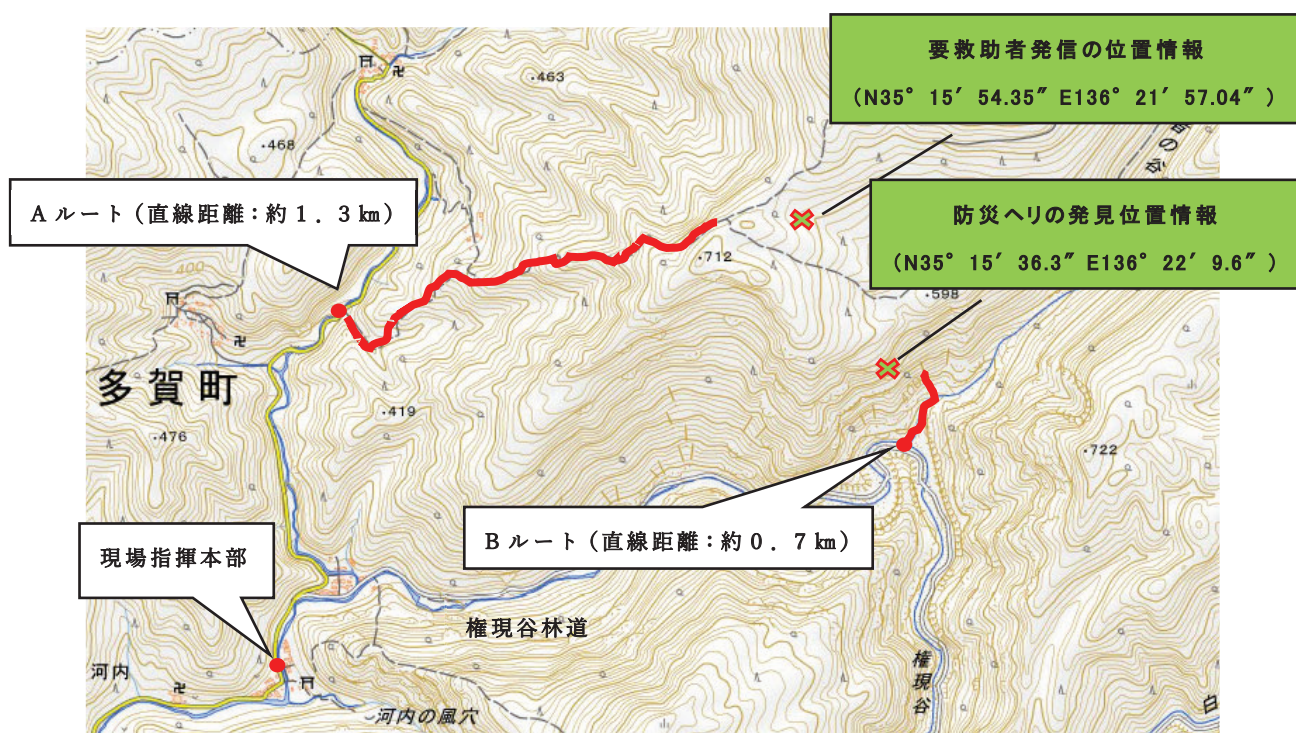 要救助者発信の位置情報
(N35° 15′ 54.35″ E136° 21′ 57.04″ )
・463
・468
Aルート(直線距離:約1.3㎞)
防災ヘリの発見位置情報
(N35° 15′ 36.3″ E136° 22′ 9.6″ )
400
・712
・598
多賀町
・419
・476
・722
Bルート(直線距離:約0.7㎞)
現場指揮本部
権現谷林道
河内
権現谷
河内の風穴
白